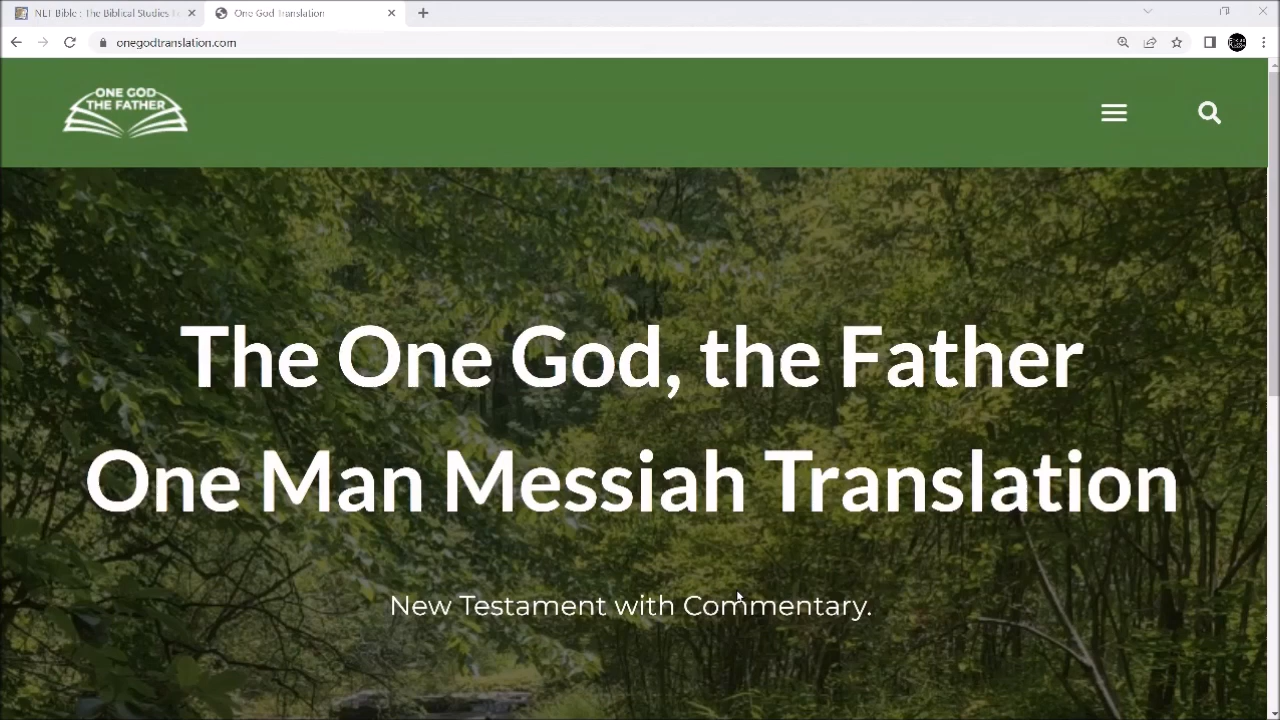 NLT Bible : The Biblical Studies
One God Translation
onegodtranslation.com
ONE GOD
THE FATHER
The One God, the Father
One Man Messiah Translation
New Testament with Commentary.